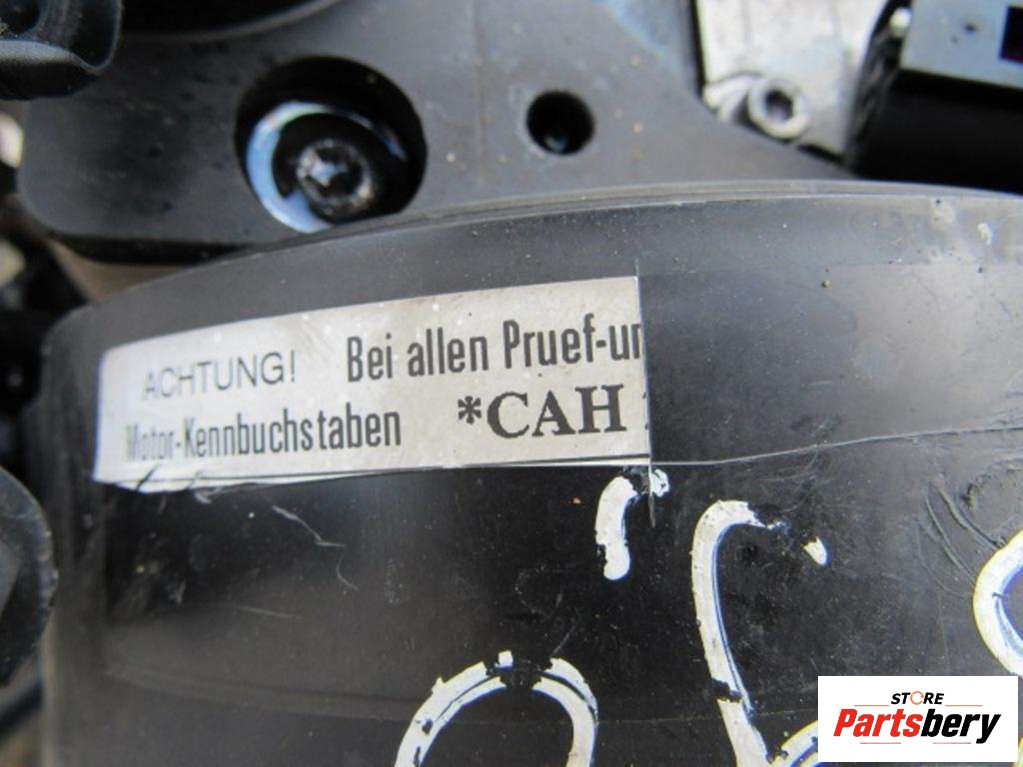 ACHTUNG! Bei allen Pruef-un
Motor-Kennbuchstaben *CAH
STORE
Partsbery